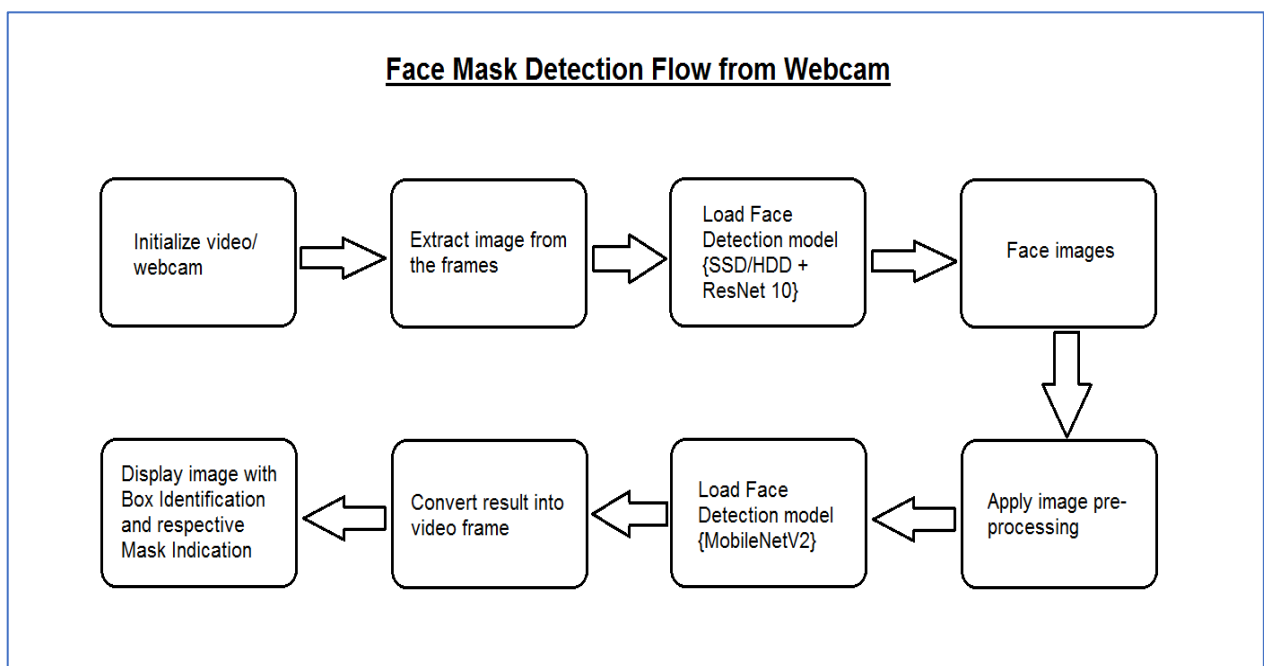 Face Mask Detection Flow from Webcam
Initialize video/
webcam
Extract image from
the frames
Load Face
Detection model
{SSD/HDD +
ResNet 10}
Face images
Apply image pre-
processing
Load Face
Detection model
{MobileNetV2}
Convert result into
video frame
Display image with
Box Identification
and respective
Mask Indication